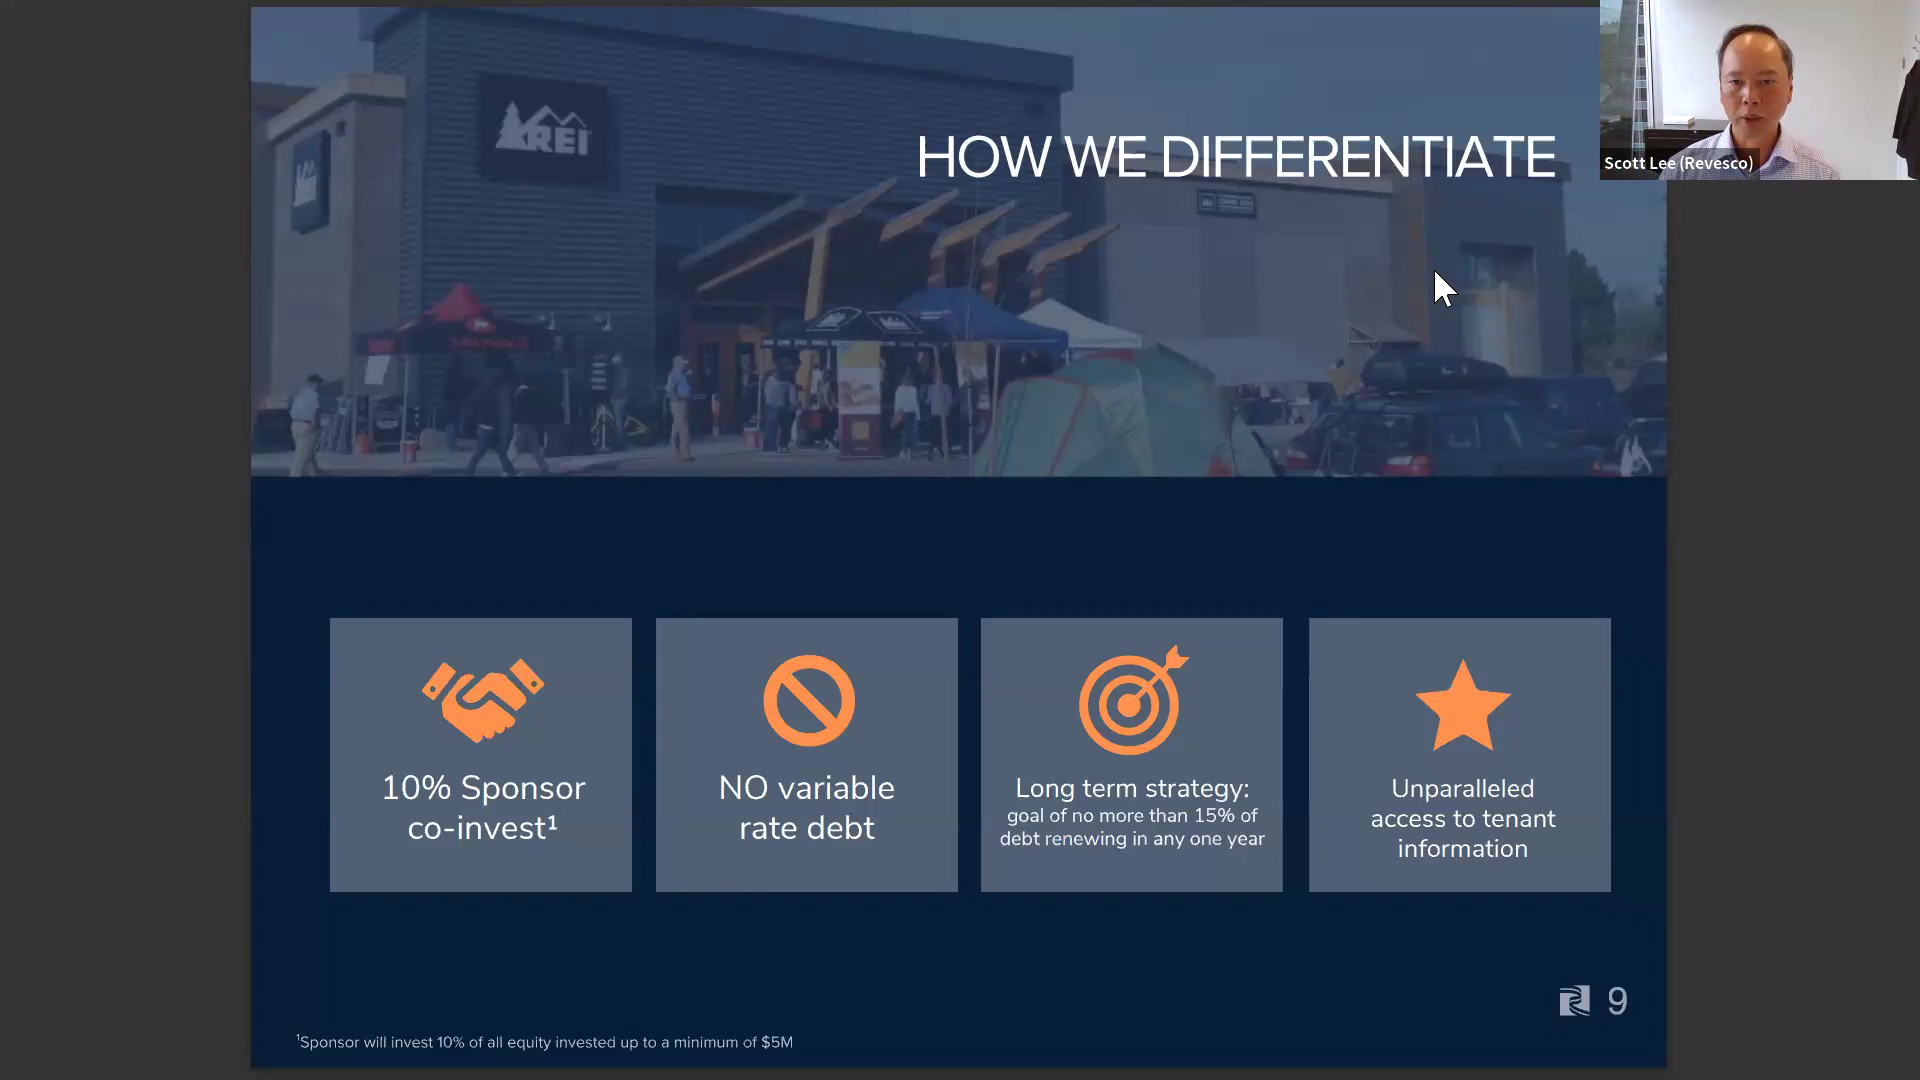 REI
HOW WE DIFFERENTIATE
Scott Lee (Revesco)
10% Sponsor
co-invest¹
NO variable
rate debt
Long term strategy:
goal of no more than 15% of
debt renewing in any one year
Unparalleled
access to tenant
information
9
¹Sponsor will invest 10% of all equity invested up to a minimum of $5M